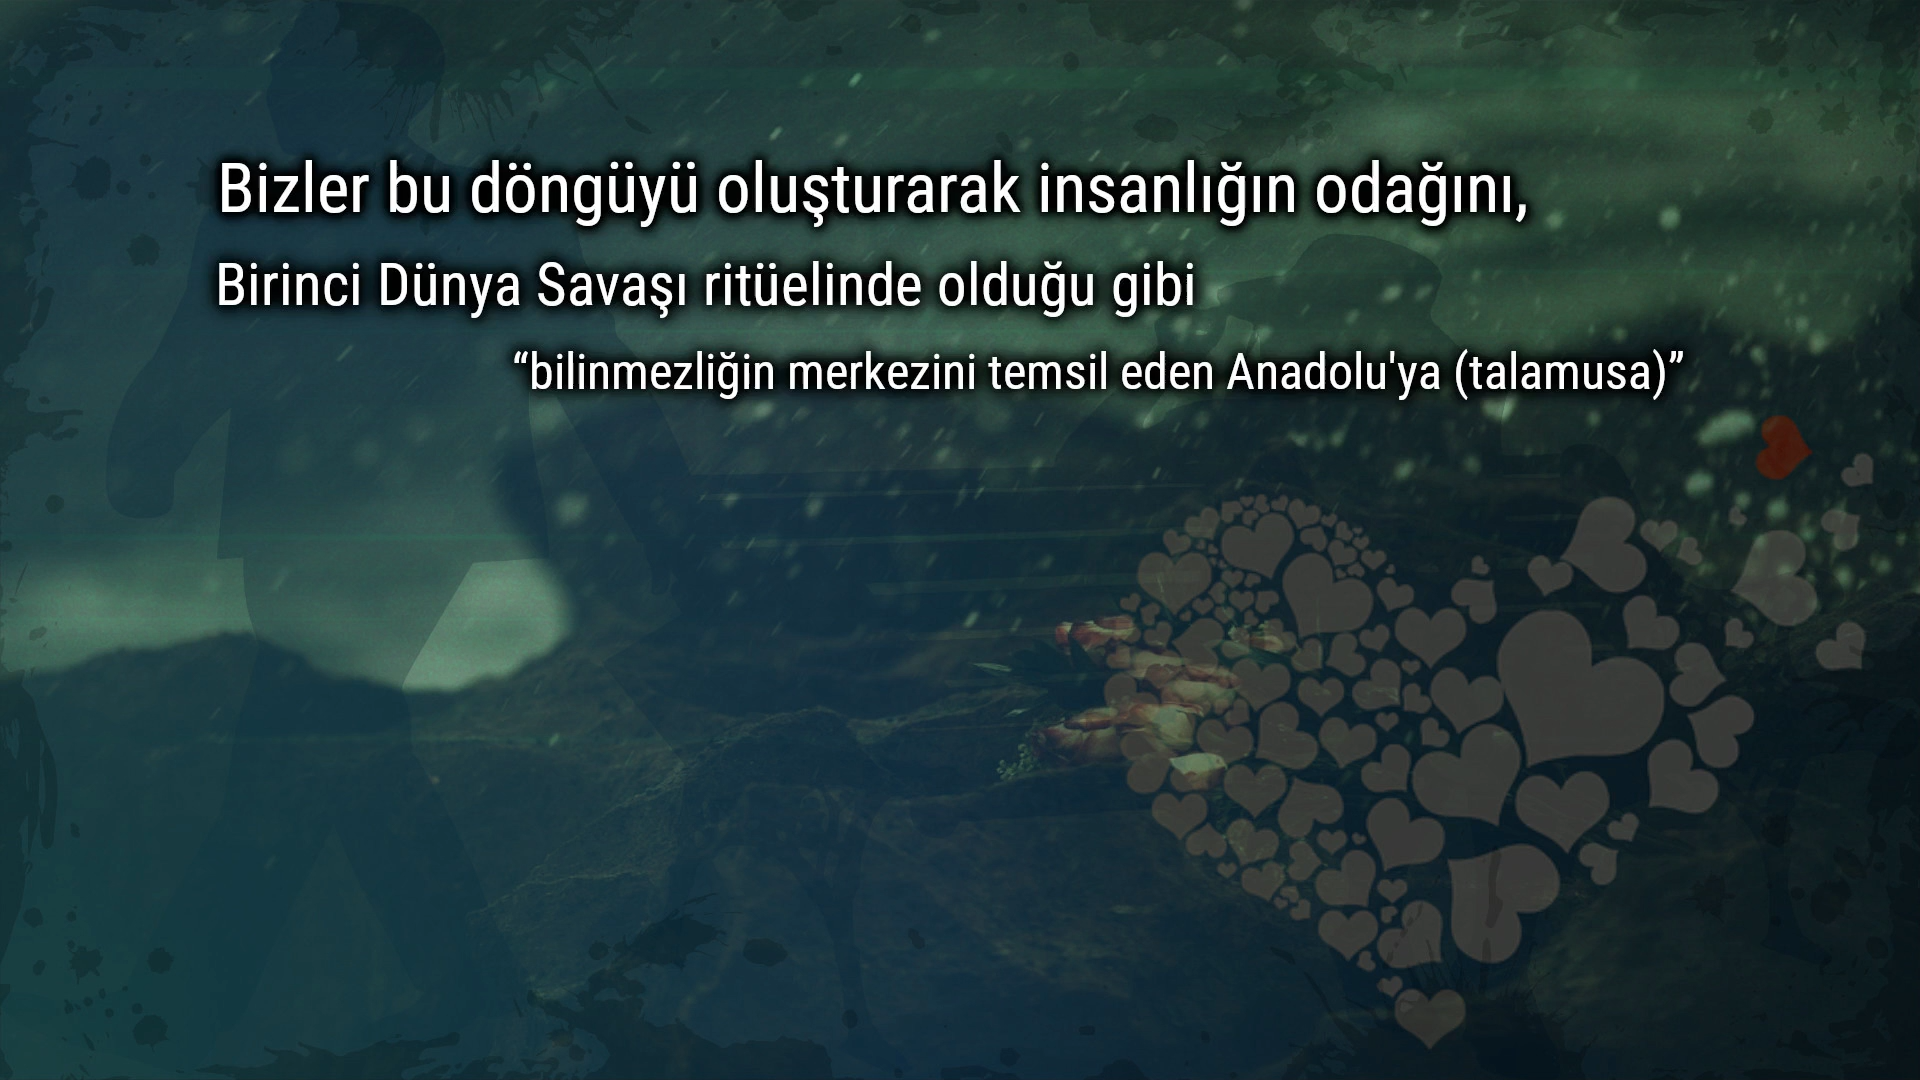 Bizler bu döngüyü oluşturarak insanlığın odağını,
Birinci Dünya Savaşı ritüelinde olduğu gibi
“bilinmezliğin merkezini temsil eden Anadolu'ya (talamusa)”